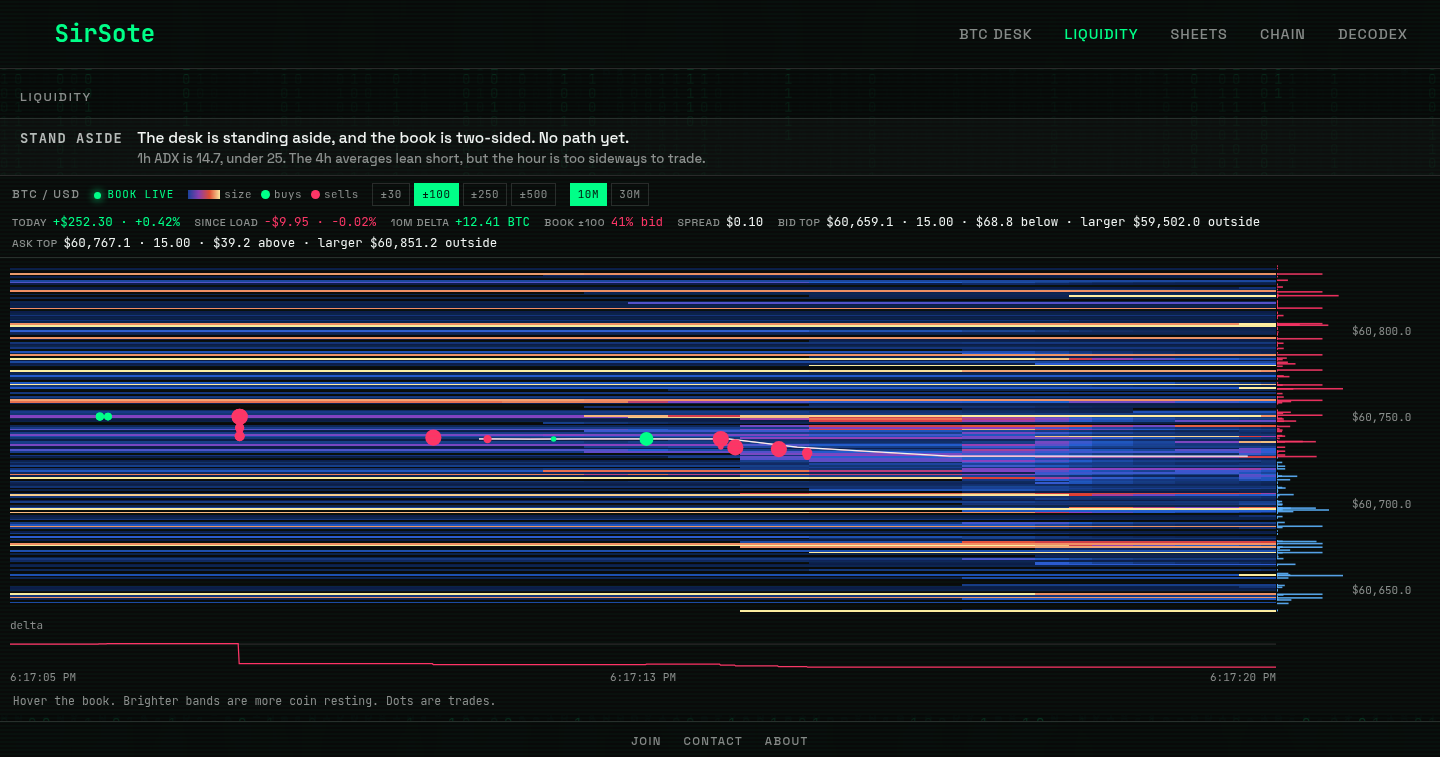 SirSote
BTC DESK LIQUIDITY SHEETS CHAIN DECODEX
LIQUIDITY
STAND ASIDE The desk is standing aside, and the book is two-sided. No path yet.
1h ADX is 14.7, under 25. The 4h averages lean short, but the hour is too sideways to trade.
BTC / USD BOOK LIVE size buys sells ±30 ±100 ±250 ±500 10M 30M
TODAY +$252.30 · +0.42% SINCE LOAD -$9.95 · -0.02% 10M DELTA +12.41 BTC BOOK ±100 41% bid SPREAD $0.10 BID TOP $60,659.1 · 15.00 · $68.8 below · larger $59,502.0 outside
ASK TOP $60,767.1 · 15.00 · $39.2 above · larger $60,851.2 outside
$60,800.0
$60,750.0
$60,700.0
$60,650.0
delta
6:17:05 PM 6:17:13 PM 6:17:20 PM
Hover the book. Brighter bands are more coin resting. Dots are trades.
JOIN CONTACT ABOUT